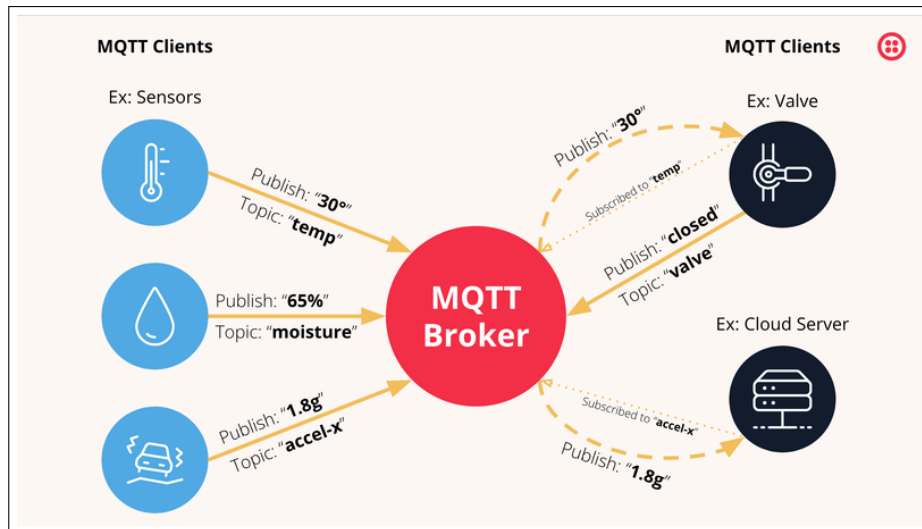 MQTT Clients
MQTT Clients
Ex: Sensors
Ex: Valve
Publish: “30°”
Topic: “temp”
Publish: “30°”
Subscribed to “temp”
Publish: “closed”
Topic: “valve”
Publish: “65%”
Topic: “moisture”
MQTT
Broker
Ex: Cloud Server
Publish: “1.8g”
Topic: “accel-x”
Subscribed to “accel-x”
Publish: “1.8g”